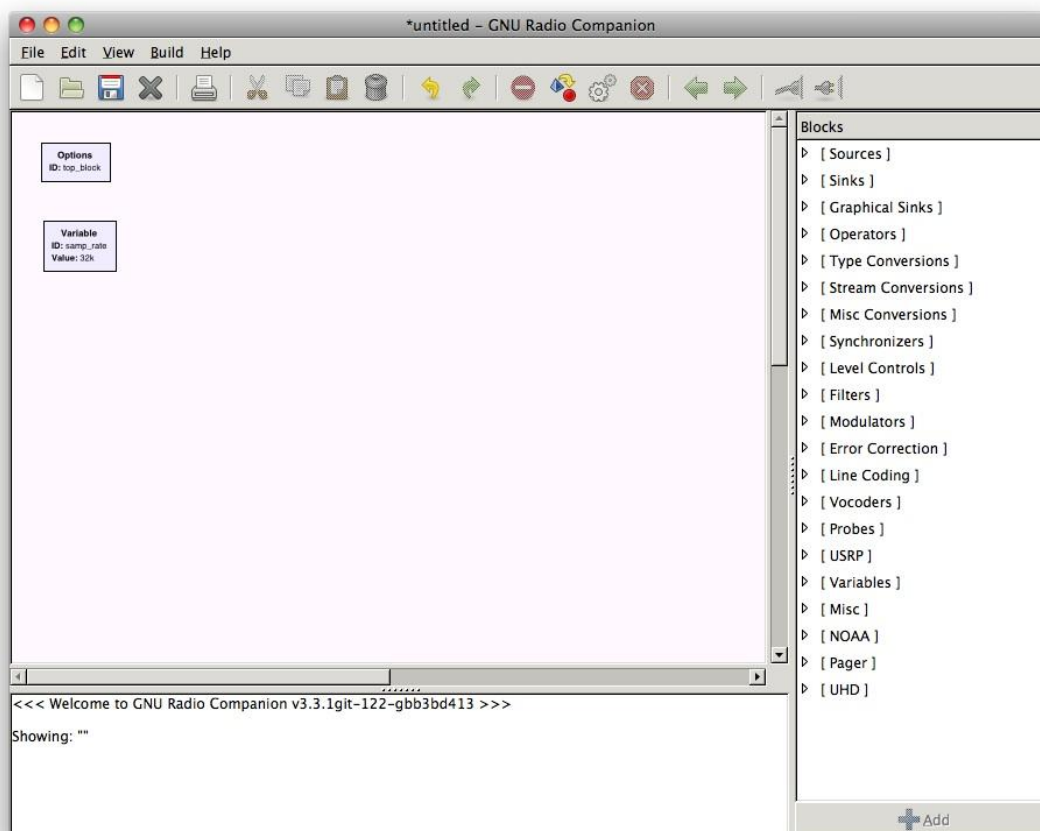 *untitled – GNU Radio Companion
File Edit View Build Help
Options
ID: top_block
Variable
ID: samp_rate
Value: 32k
Blocks
[ Sources ]
[ Sinks ]
[ Graphical Sinks ]
[ Operators ]
[ Type Conversions ]
[ Stream Conversions ]
[ Misc Conversions ]
[ Synchronizers ]
[ Level Controls ]
[ Filters ]
[ Modulators ]
[ Error Correction ]
[ Line Coding ]
[ Vocoders ]
[ Probes ]
[ USRP ]
[ Variables ]
[ Misc ]
[ NOAA ]
[ Pager ]
[ UHD ]
Add
<<< Welcome to GNU Radio Companion v3.3.1git-122-gbb3bd413 >>>
Showing: ""